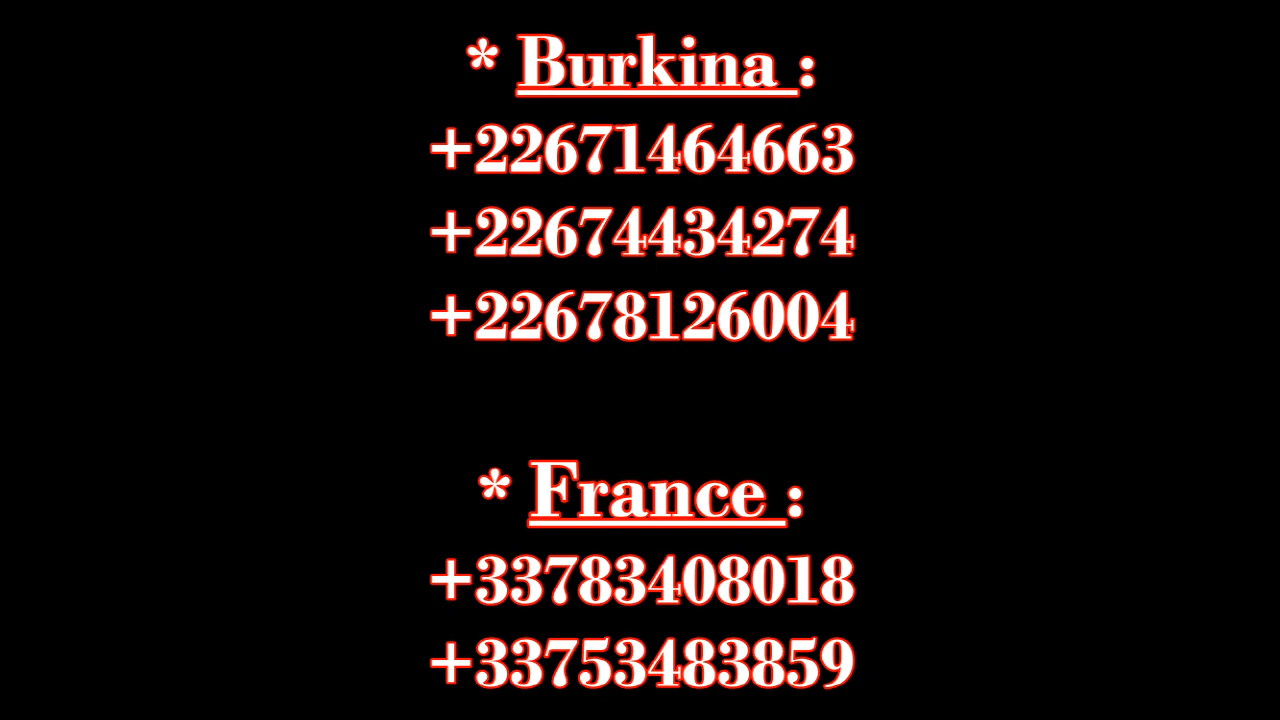 * Burkina :
+22671464663
+22674434274
+22678126004
* France :
+33783408018
+33753483859